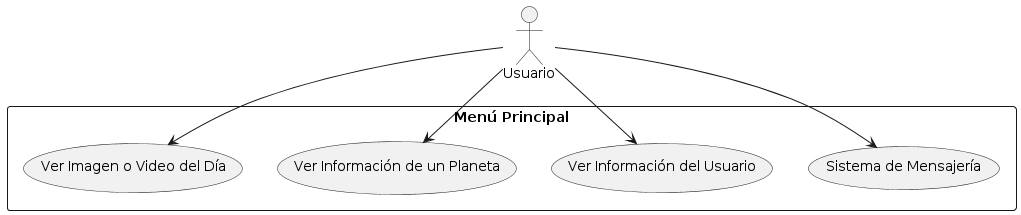 Usuario
Menú Principal
Ver Imagen o Video del Día
Ver Información de un Planeta
Ver Información del Usuario
Sistema de Mensajería